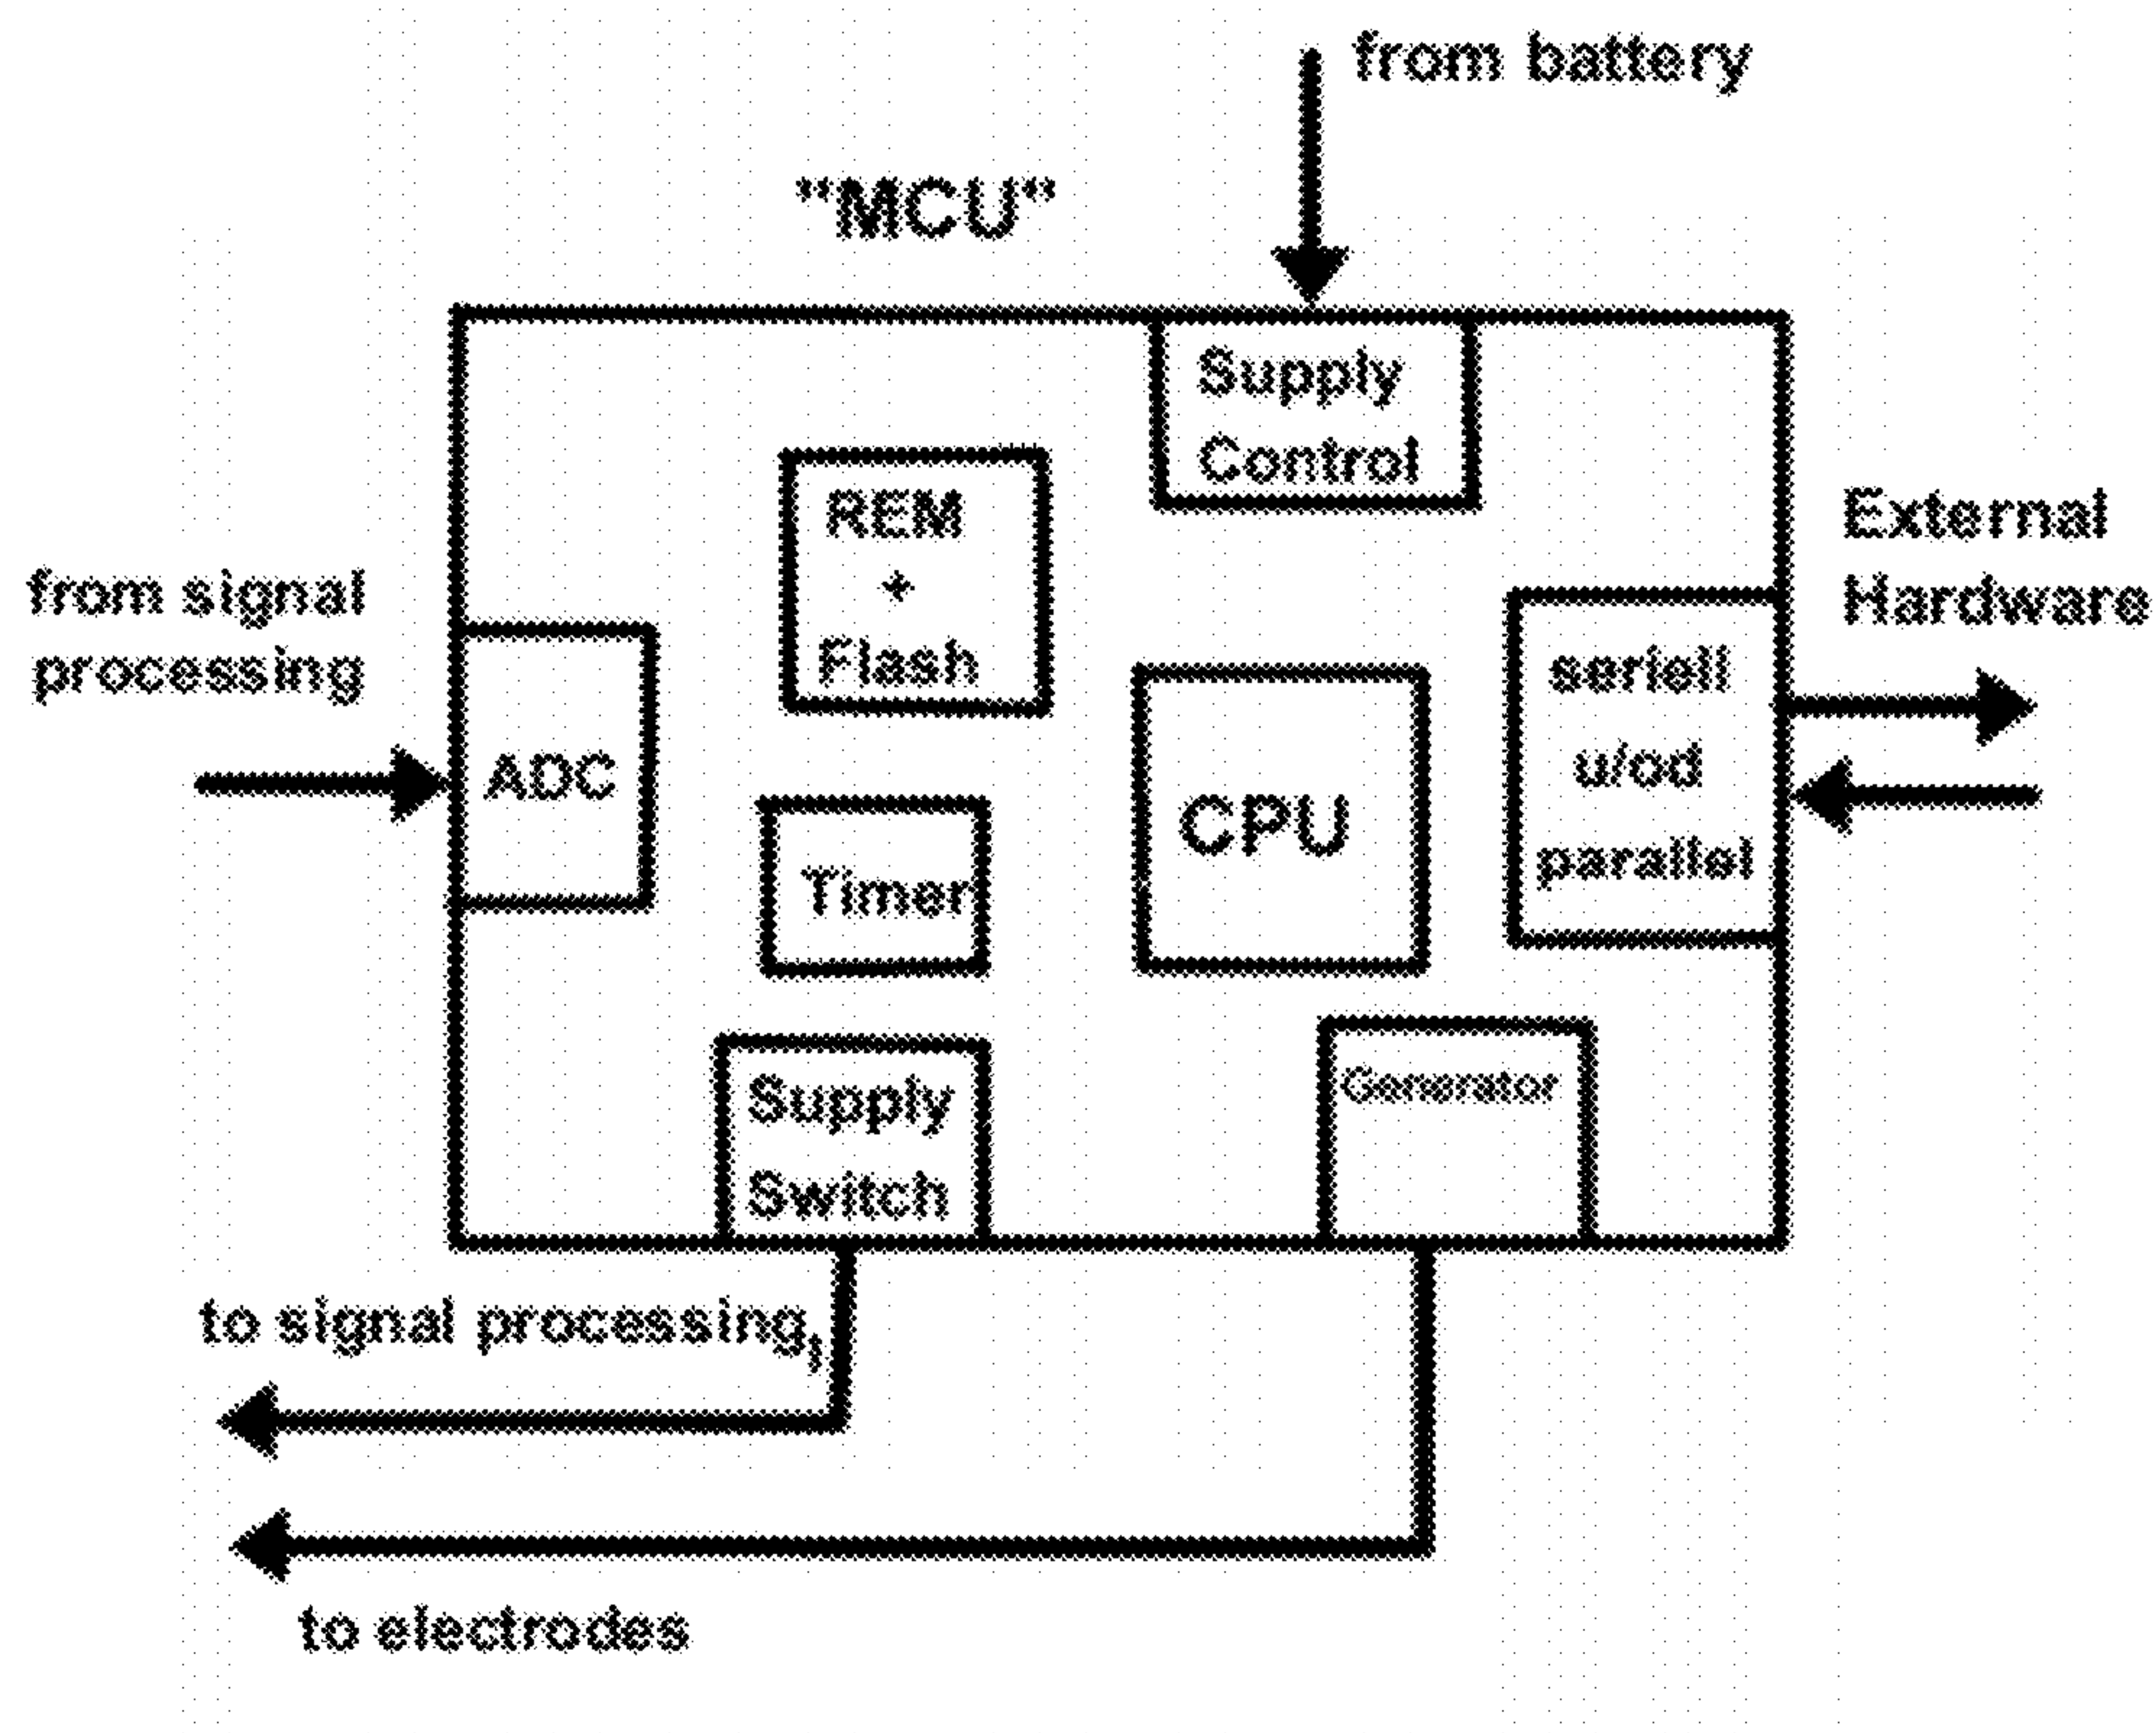 from battery
"MCU"
Supply
Control
REM
+
Flash
External
Hardware
from signal
processing
seriell
u/od
parallel
ADC
CPU
Timer
Supply
Switch
Generator
to signal processing,
to electrodes